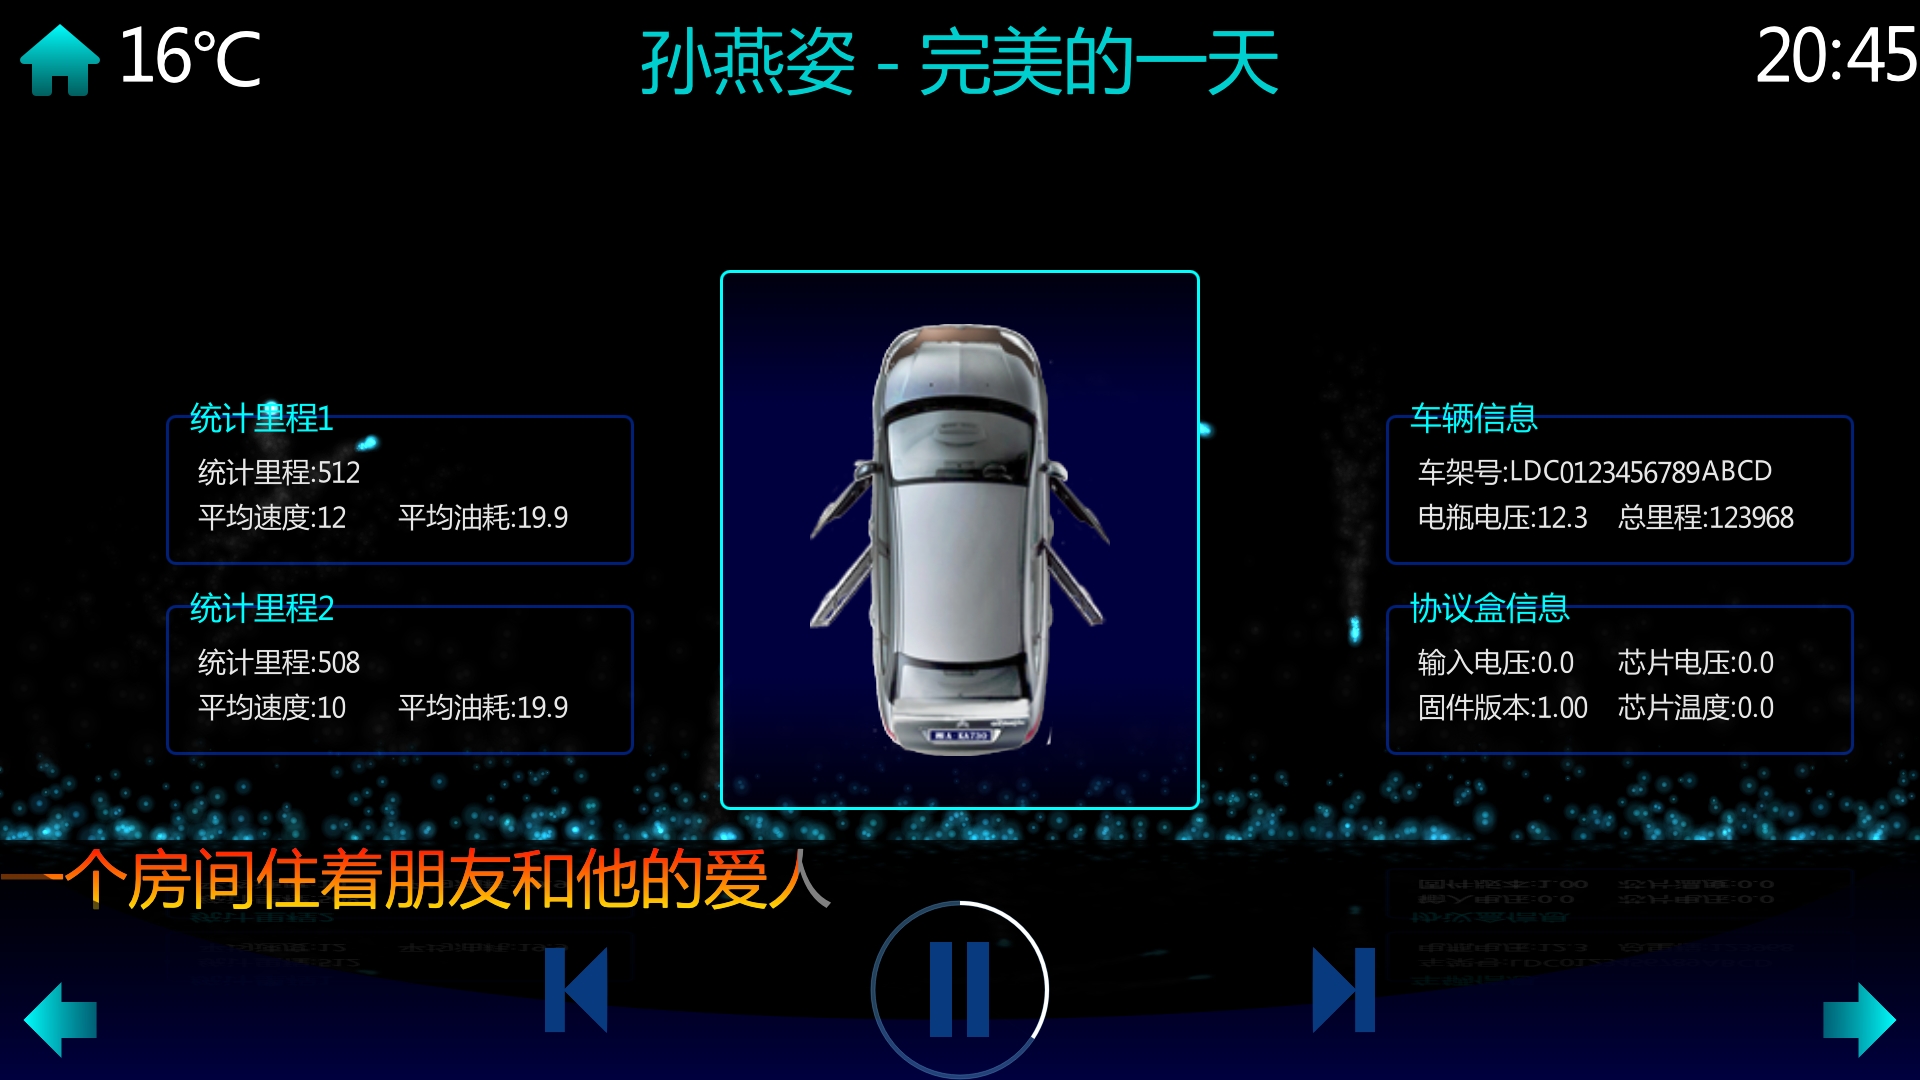 16℃
孙燕姿 - 完美的一天
20:45
统计里程1
统计里程:512
平均速度:12 平均油耗:19.9
统计里程2
统计里程:508
平均速度:10 平均油耗:19.9
车辆信息
车架号:LDC0123456789ABCD
电瓶电压:12.3 总里程:123968
协议盒信息
输入电压:0.0 芯片电压:0.0
固件版本:1.00 芯片温度:0.0
一个房间住着朋友和他的爱人